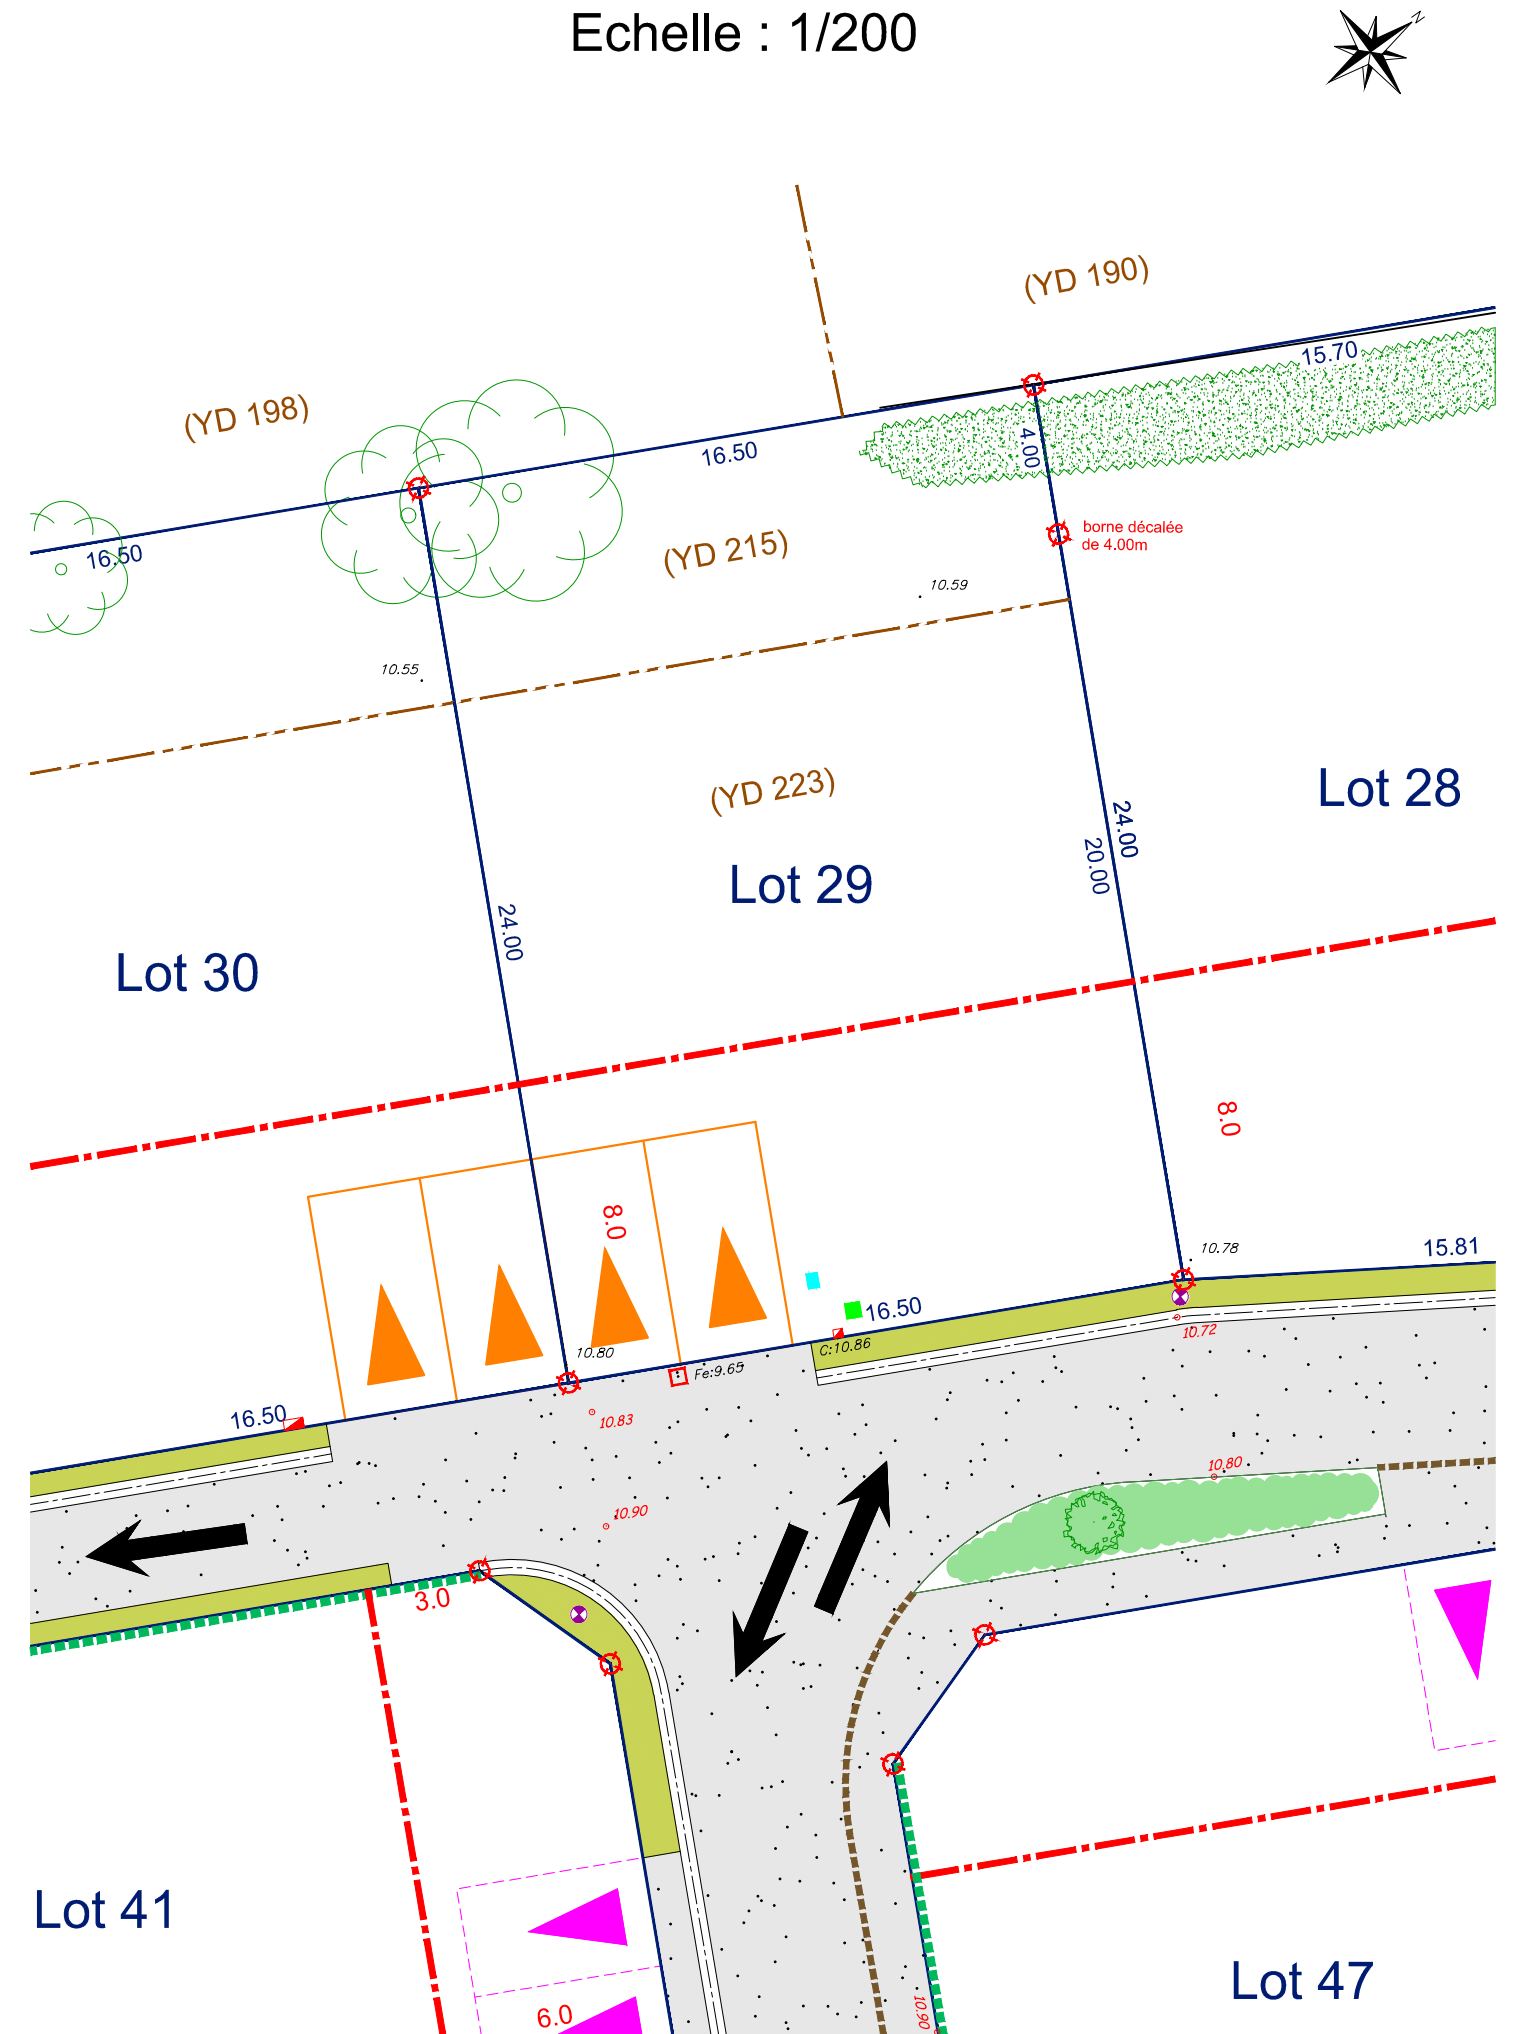 Echelle : 1/200
N
(YD 190)
15.70
(YD 198)
16.50
4.00
borne décalée
de 4.00m
16.50
(YD 215)
10.59
10.55
(YD 223)
Lot 28
24.00
20.00
Lot 29
24.00
Lot 30
8.0
8.0
10.78
15.81
16.50
10.72
C:10.86
10.80
Fe:9.65
16.50
10.83
10.80
10.90
3.0
Lot 41
Lot 47
6.0
10.90